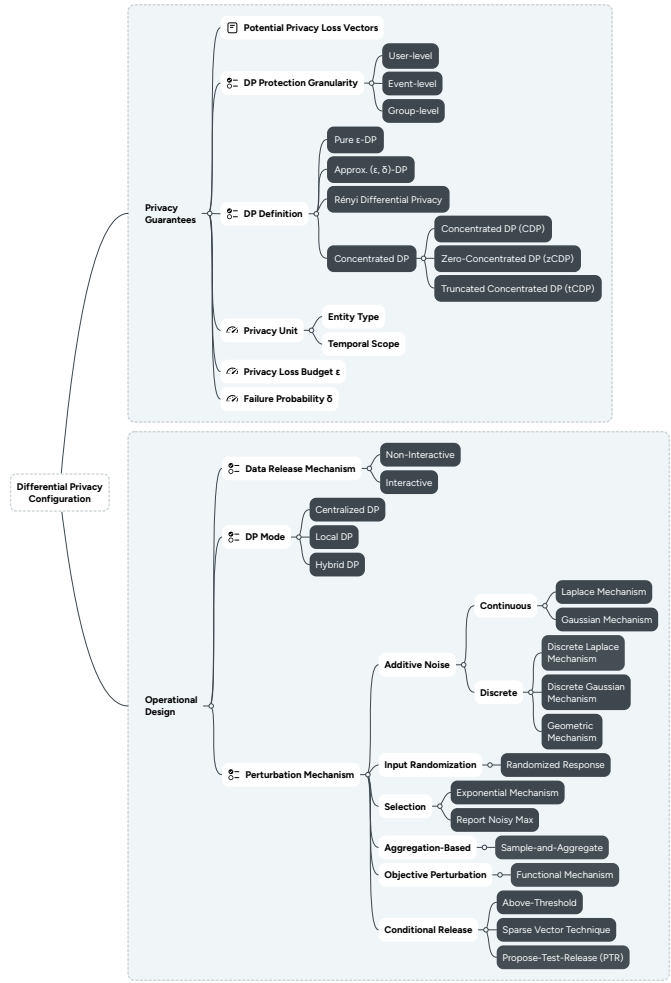 Differential Privacy
Configuration
Privacy
Guarantees
Potential Privacy Loss Vectors
DP Protection Granularity
User-level
Event-level
Group-level
DP Definition
Pure ε-DP
Approx. (ε, δ)-DP
Rényi Differential Privacy
Concentrated DP
Concentrated DP (CDP)
Zero-Concentrated DP (zCDP)
Truncated Concentrated DP (tCDP)
Privacy Unit
Entity Type
Temporal Scope
Privacy Loss Budget ε
Failure Probability δ
Operational
Design
Data Release Mechanism
Non-Interactive
Interactive
DP Mode
Centralized DP
Local DP
Hybrid DP
Perturbation Mechanism
Additive Noise
Continuous
Laplace Mechanism
Gaussian Mechanism
Discrete
Discrete Laplace
Mechanism
Discrete Gaussian
Mechanism
Geometric
Mechanism
Input Randomization
Randomized Response
Selection
Exponential Mechanism
Report Noisy Max
Aggregation-Based
Sample-and-Aggregate
Objective Perturbation
Functional Mechanism
Conditional Release
Above-Threshold
Sparse Vector Technique
Propose-Test-Release (PTR)